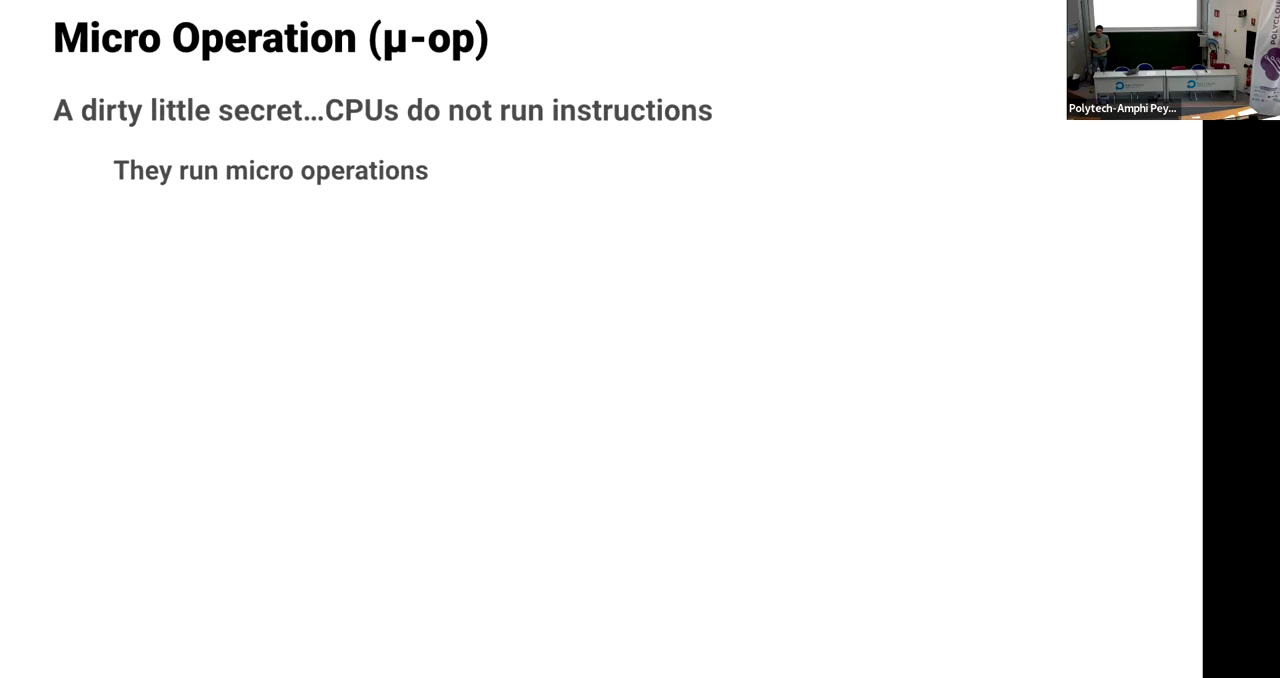 Micro Operation (µ-op)
A dirty little secret...CPUs do not run instructions
They run micro operations
Polytech-Amphi Pey...